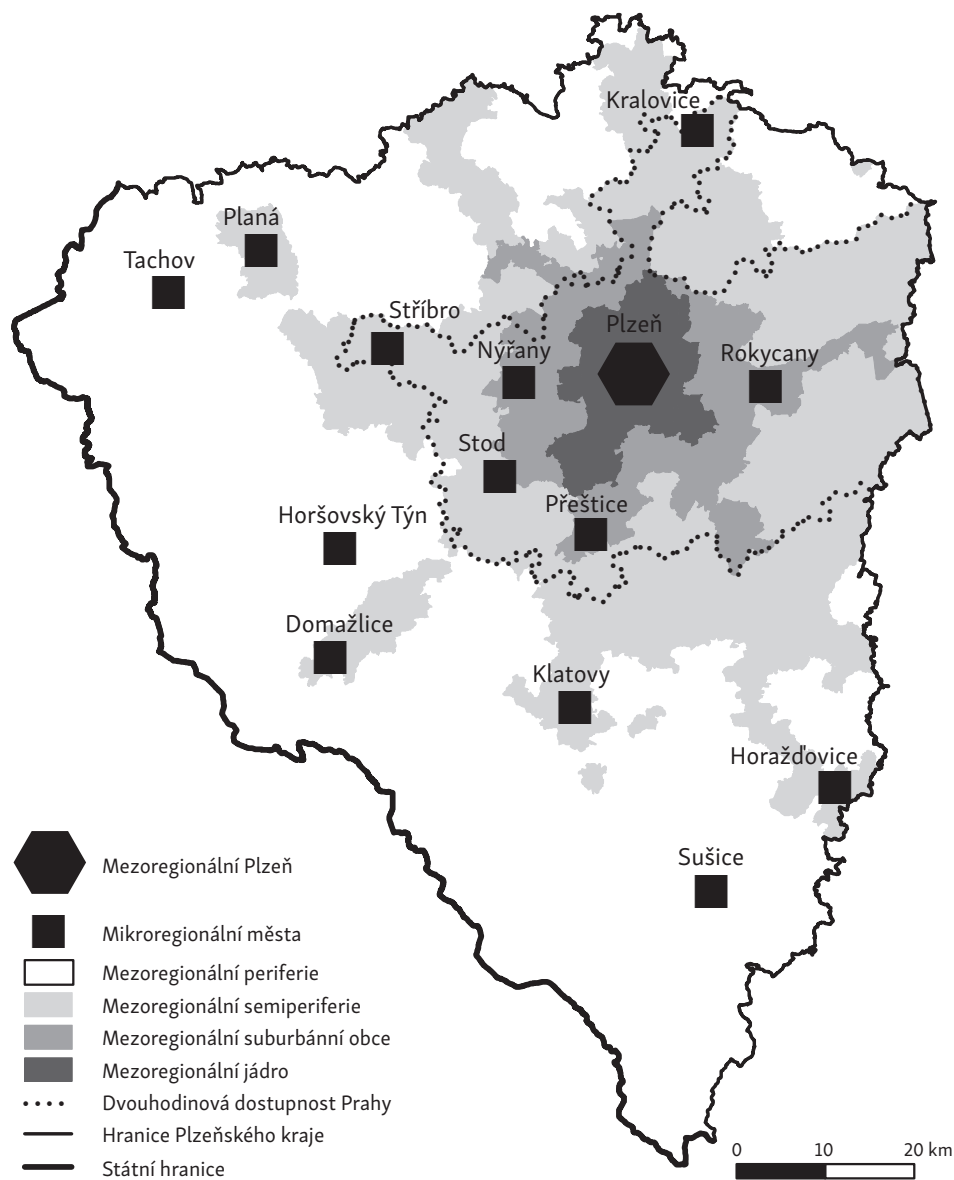 Kralovice
Planá
Tachov
Stříbro
Plzeň
Nýřany
Rokycany
Stod
Přeštice
Horšovský Týn
Domažlice
Klatovy
Horažďovice
Sušice
Mezoregionální Plzeň
Mikroregionální města
Mezoregionální periferie
Mezoregionální semiperiferie
Mezoregionální suburbánní obce
Mezoregionální jádro
Dvouhodinová dostupnost Prahy
Hranice Plzeňského kraje
Státní hranice
0 10 20 km